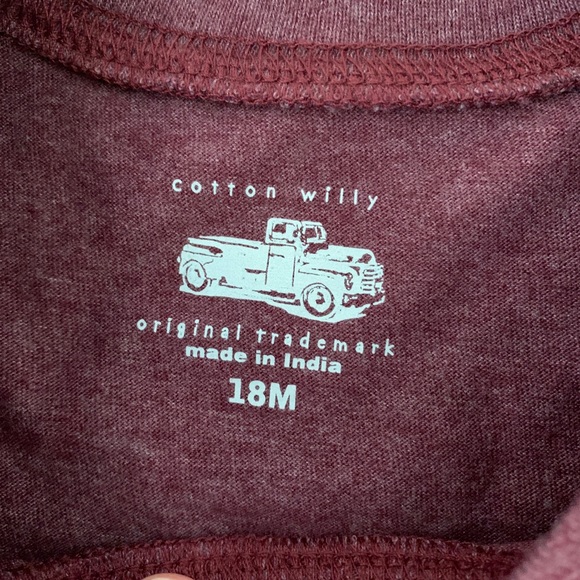 cotton willy
original trademark
made in India
18M